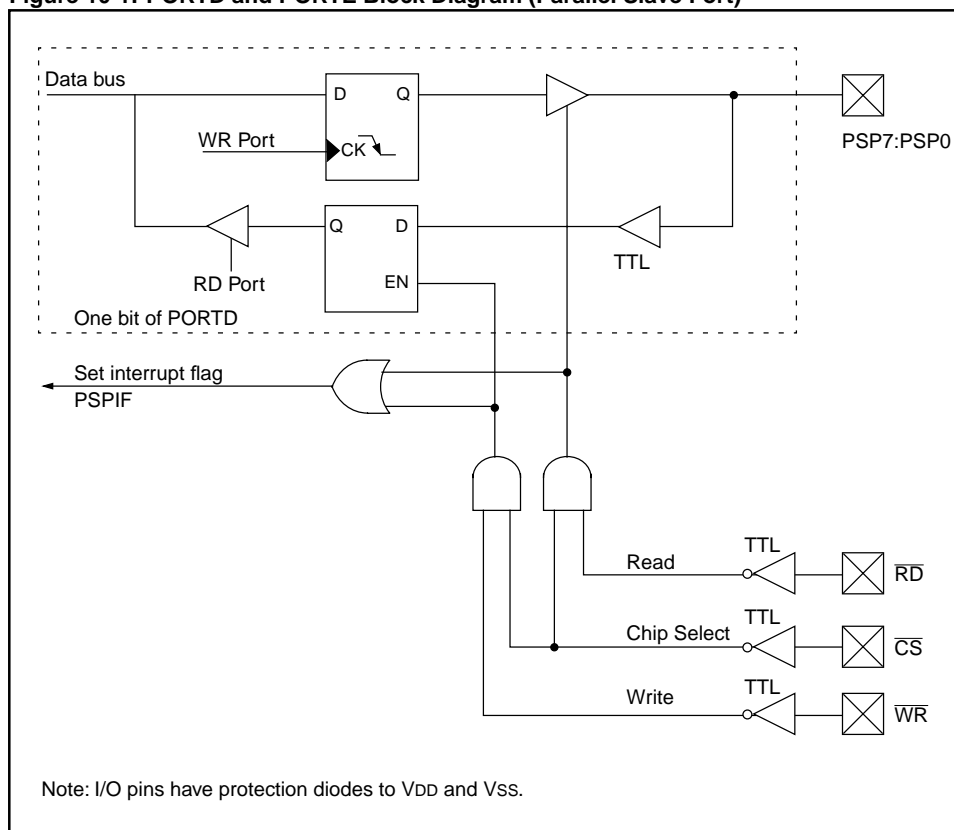 Figure 10-1: PORTD and PORTE Block Diagram (Parallel Slave Port)
Data bus
D Q
WR Port
CK
PSP7:PSP0
Q D
TTL
RD Port
EN
One bit of PORTD
Set interrupt flag
PSPIF
TTL
Read
RD
TTL
Chip Select
CS
TTL
Write
WR
Note: I/O pins have protection diodes to VDD and VSS.